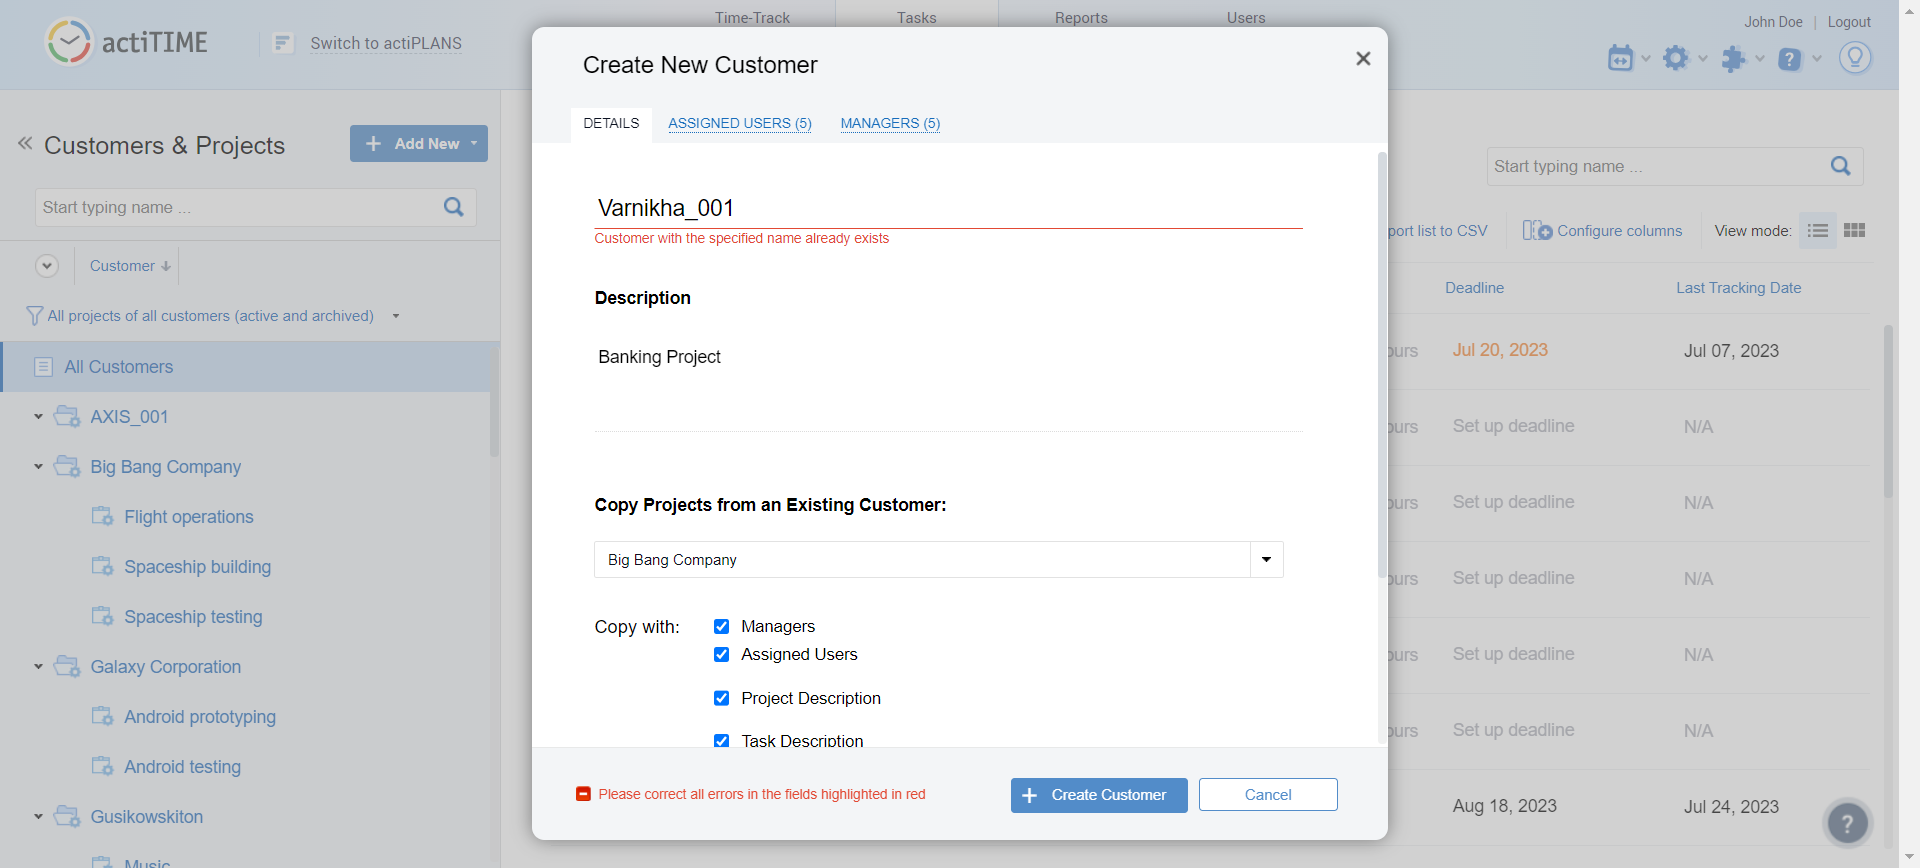 actiTIME
Switch to actiPLANS
Time-Track
Tasks
Reports
Users
John Doe | Logout
Customers & Projects
Add New
Start typing name ...
Customer
All projects of all customers (active and archived)
All Customers
AXIS_001
Big Bang Company
Flight operations
Spaceship building
Spaceship testing
Galaxy Corporation
Android prototyping
Android testing
Gusikowskiton
Music
Create New Customer
DETAILS
ASSIGNED USERS (5)
MANAGERS (5)
Varnikha_001
Customer with the specified name already exists
Description
Banking Project
Copy Projects from an Existing Customer:
Big Bang Company
Copy with:
Managers
Assigned Users
Project Description
Task Description
Please correct all errors in the fields highlighted in red
Create Customer
Cancel
Start typing name ...
port list to CSV
Configure columns
View mode:
Deadline
Last Tracking Date
ours
Jul 20, 2023
Jul 07, 2023
ours
Set up deadline
N/A
ours
Set up deadline
N/A
ours
Set up deadline
N/A
ours
Set up deadline
N/A
ours
Set up deadline
N/A
Aug 18, 2023
Jul 24, 2023
?